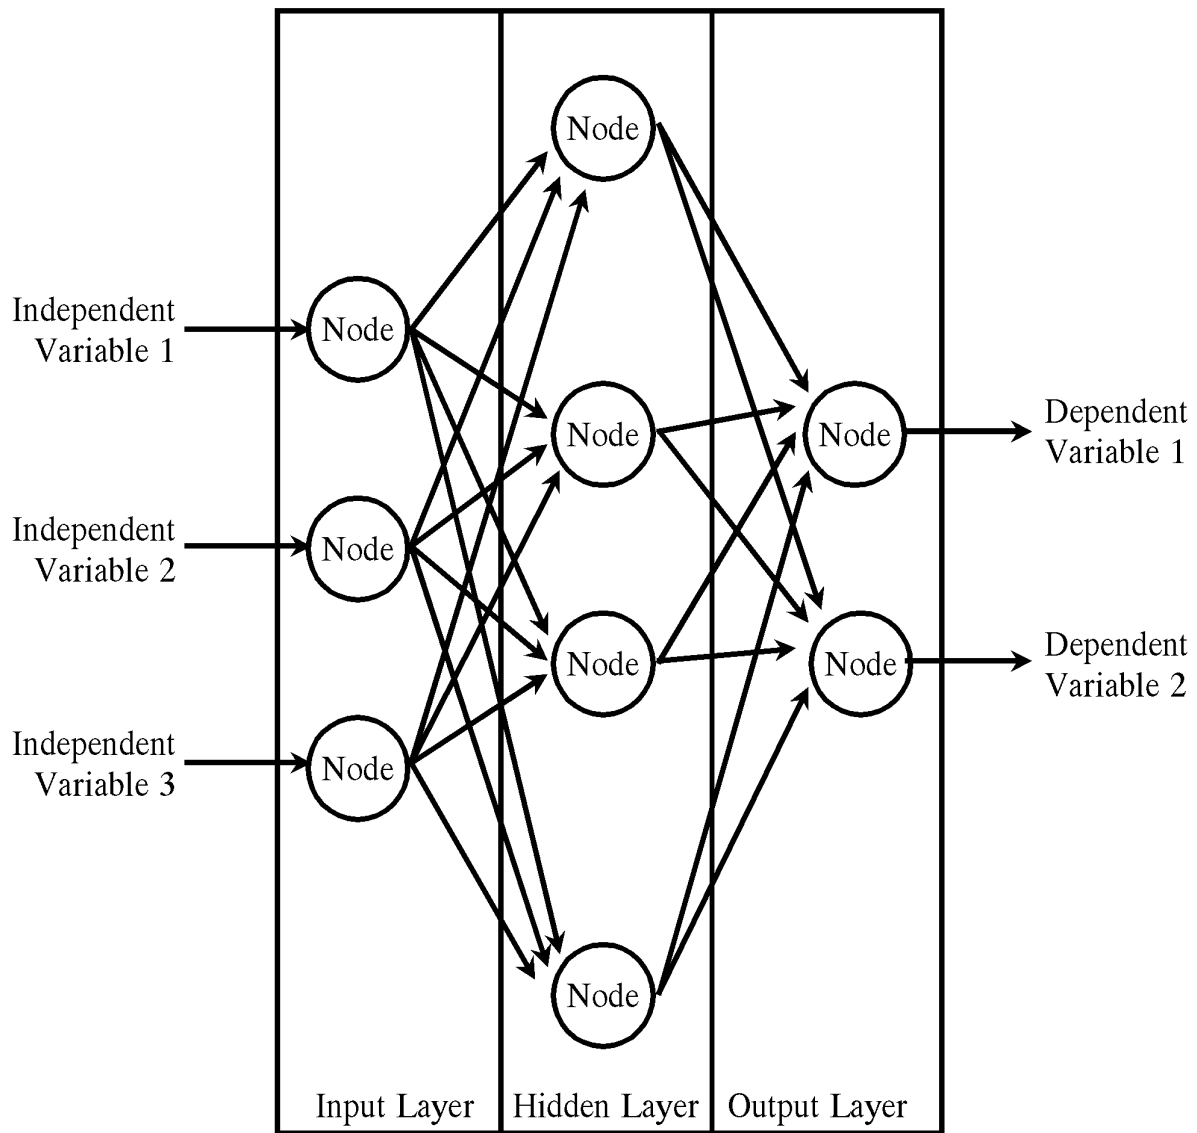 Node
Independent
Variable 1
Node
Node
Node
Dependent
Variable 1
Independent
Variable 2
Node
Node
Node
Dependent
Variable 2
Independent
Variable 3
Node
Node
Input Layer
Hidden Layer
Output Layer